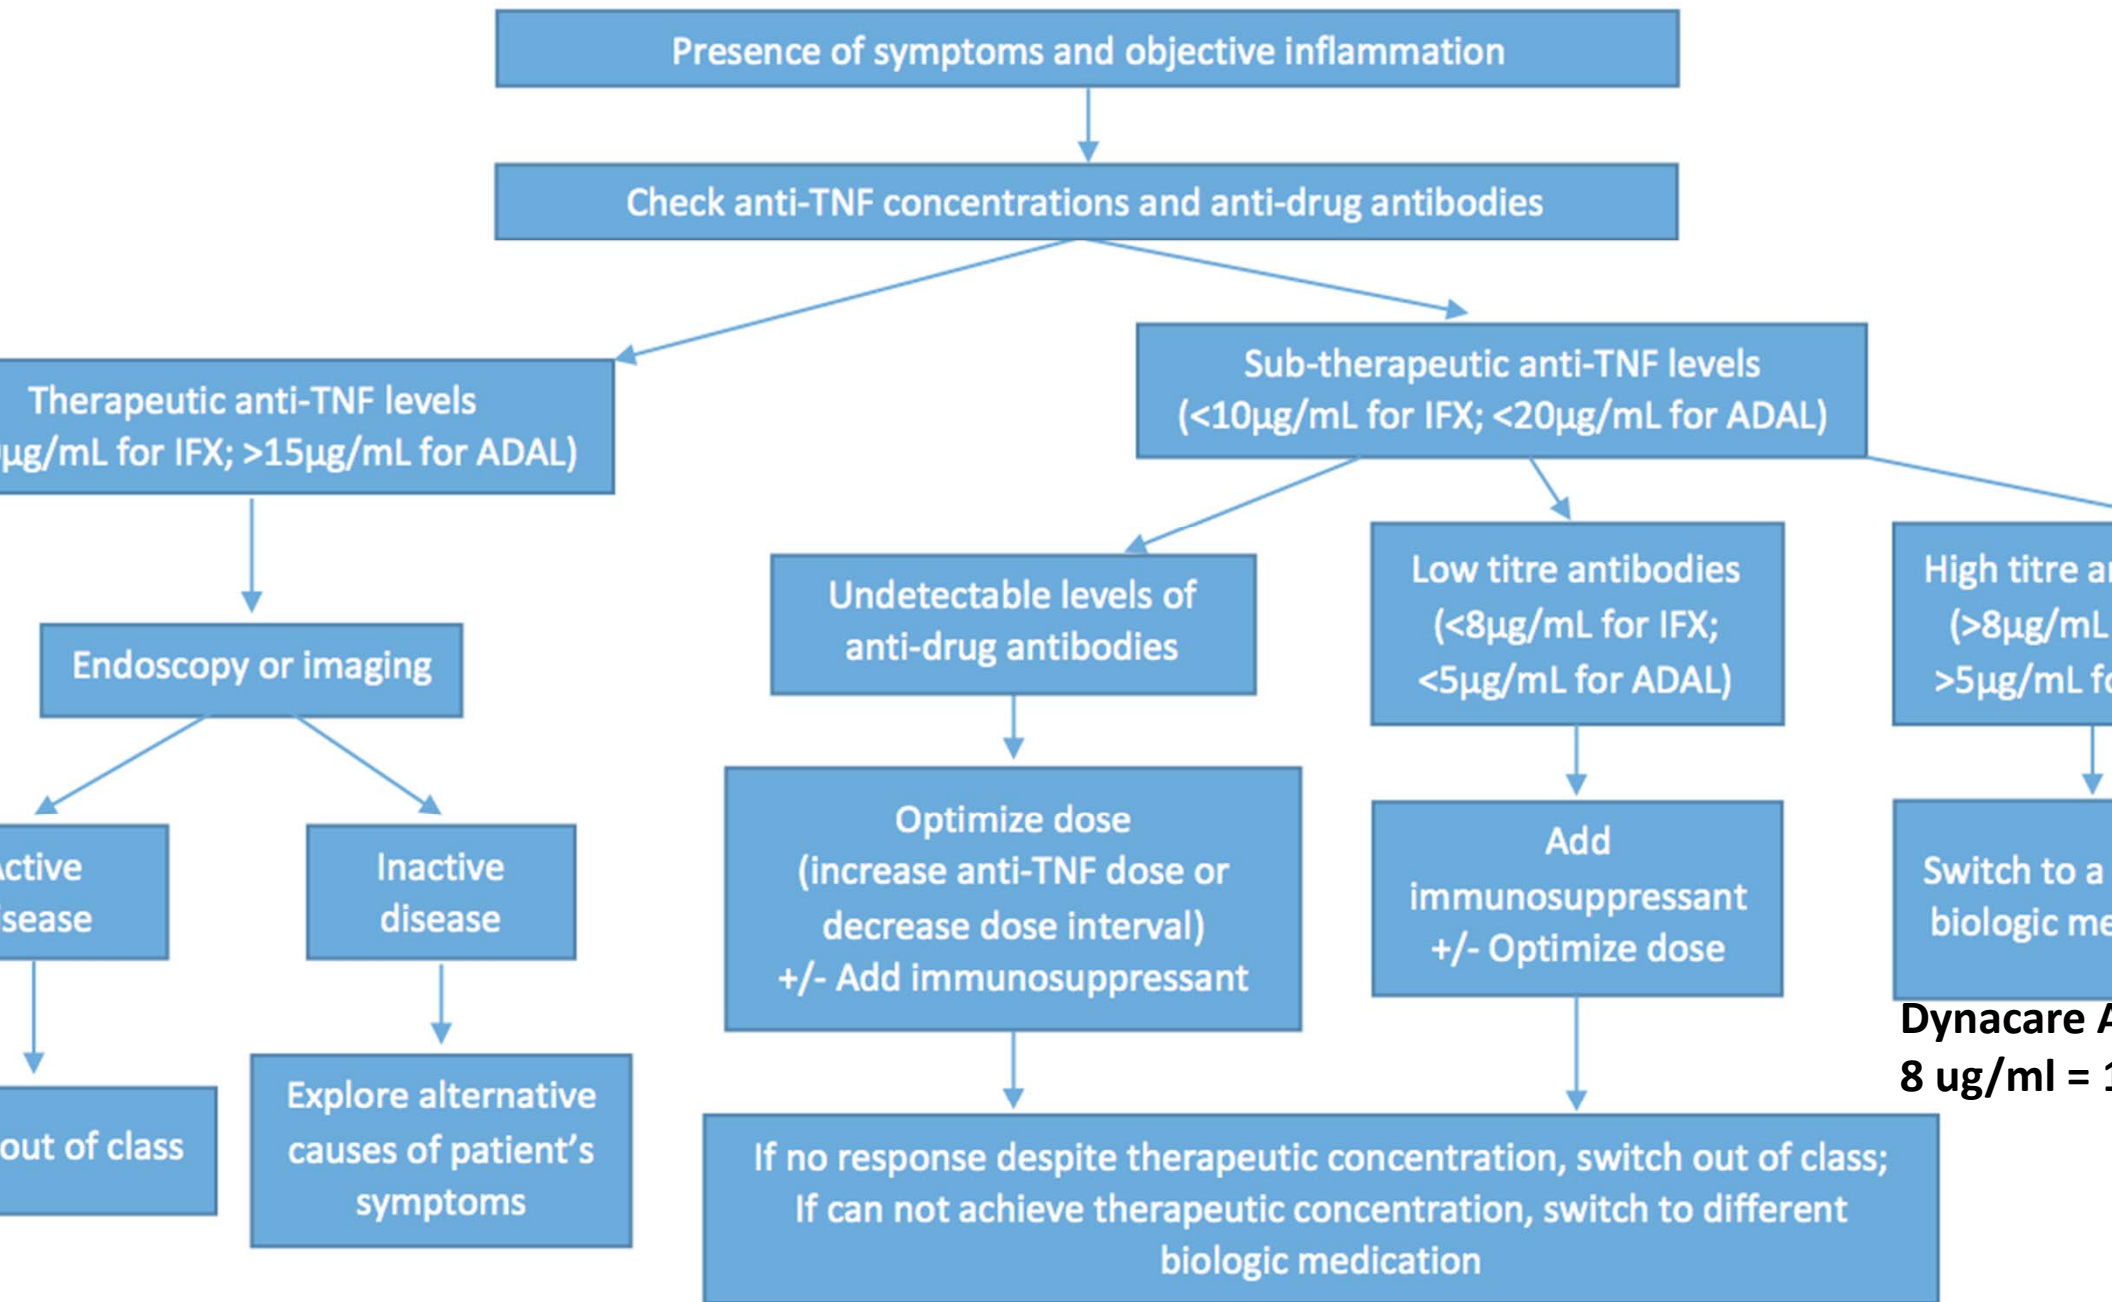 Presence of symptoms and objective inflammation
Check anti-TNF concentrations and anti-drug antibodies
Therapeutic anti-TNF levels
µg/mL for IFX; >15µg/mL for ADAL)
Sub-therapeutic anti-TNF levels
(<10µg/mL for IFX; <20µg/mL for ADAL)
Endoscopy or imaging
Undetectable levels of
anti-drug antibodies
Low titre antibodies
(<8µg/mL for IFX;
<5µg/mL for ADAL)
High titre
(>8µg/mL
>5µg/mL
Inactive
disease
Optimize dose
(increase anti-TNF dose or
decrease dose interval)
+/- Add immunosuppressant
Add
immunosuppressant
+/- Optimize dose
Switch to a
biologic
Dynacare
8 ug/ml =
out of class
Explore alternative
causes of patient's
symptoms
If no response despite therapeutic concentration, switch out of class;
If can not achieve therapeutic concentration, switch to different
biologic medication